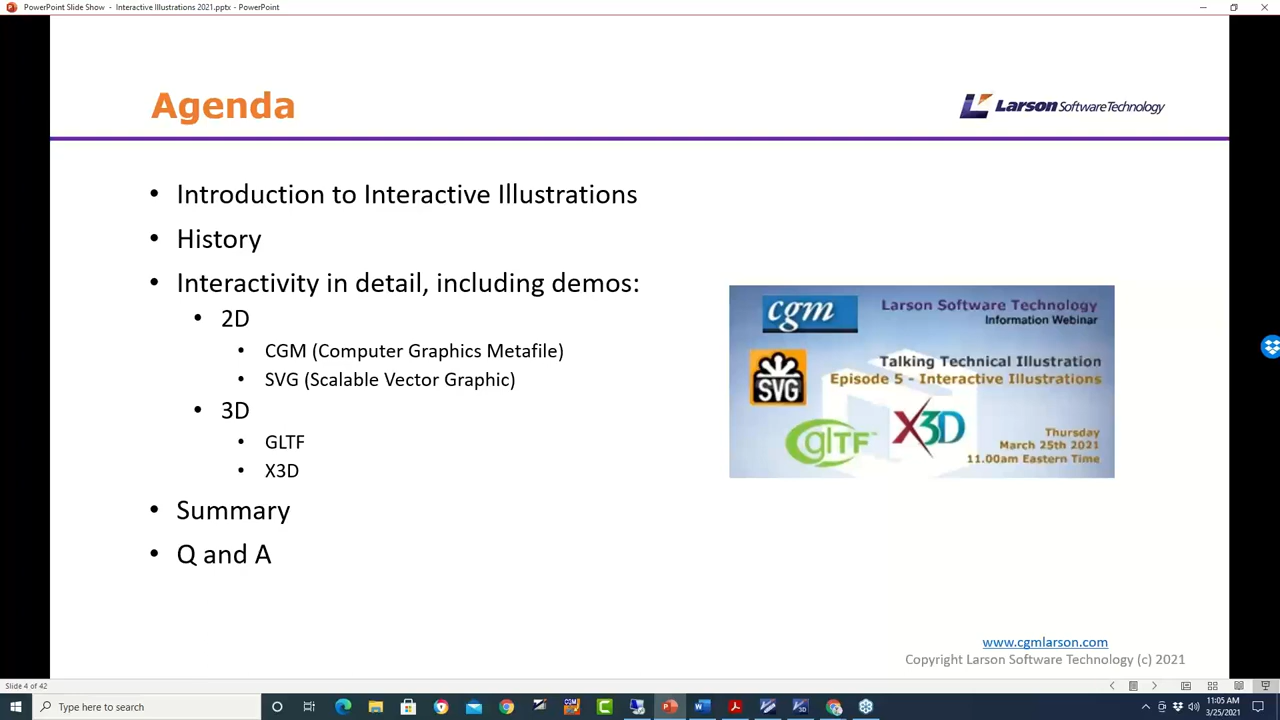 PowerPoint Slide Show - Interactive Illustrations 2021.pptx - PowerPoint
Agenda
Larson Software Technology
• Introduction to Interactive Illustrations
• History
• Interactivity in detail, including demos:
• 2D
• CGM (Computer Graphics Metafile)
• SVG (Scalable Vector Graphic)
• 3D
• GLTF
• X3D
• Summary
• Q and A
cgm
Larson Software Technology
Information Webinar
Talking Technical Illustration
Episode 5 - Interactive Illustrations
SVG
glTF
X3D
Thursday
March 25th 2021
11.00am Eastern Time
www.cgmlarson.com
Copyright Larson Software Technology (c) 2021
Slide 4 of 42
Type here to search
11:05 AM
3/25/2021